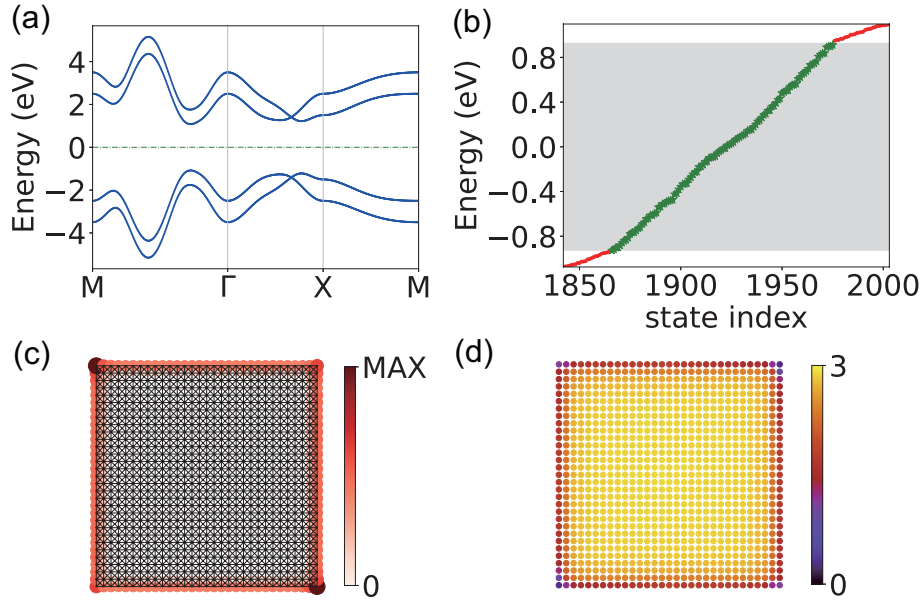 (a)
Energy (eV)
4
2
0
−2
−4
M
Γ
X
M
(b)
Energy (eV)
0.8
0.4
0.0
−0.4
−0.8
1850
1900
1950
2000
state index
(c)
MAX
0
(d)
3
0